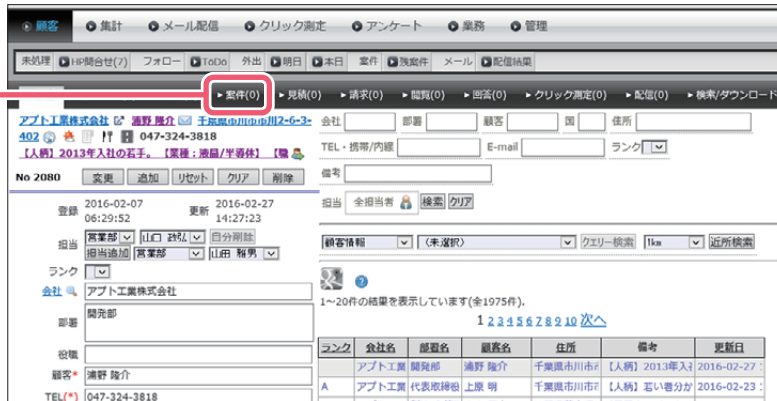 顧客 集計 メール配信 クリック測定 アンケート 業務 管理
未処理 HP問合せ(7) フォロー ToDo 外出 明日 本日 案件 残案件 メール 配信結果
案件(0) 見積(0) 請求(0) 閲覧(0) 回答(0) クリック測定(0) 配信(0) 検索/ダウンロード
アプト工業株式会社 浦野 隆介 千葉県市川市市川2-6-3-
402 047-324-3818
【人柄】2013年入社の若手。 【業種:液晶/半導体】 【職
No 2080 変更 追加 リセット クリア 削除
登録 2016-02-07 06:29:52 更新 2016-02-27 14:27:23
担当 営業部 山口 自分削除
担当追加 営業部 山田 雅男
ランク
会社 アプト工業株式会社
部署 開発部
役職
顧客* 浦野 隆介
TEL(*) 047-324-3818
会社 部署 顧客 国 住所
TEL・携帯/内線 E-mail ランク
備考
担当 全担当者 検索 クリア
顧客情報 (未選択) クエリー検索 1km 近所検索
1~20件の結果を表示しています(全1975件).
1 2 3 4 5 6 7 8 9 10 次へ
ランク 会社名 部署名 顧客名 住所 備考 更新日
アプト工業 開発部 浦野 隆介 千葉県市川市 【人柄】2013年入 2016-02-27
A アプト工業 代表取締役 上原 明 千葉県市川市 【人柄】若い者分か 2016-02-23